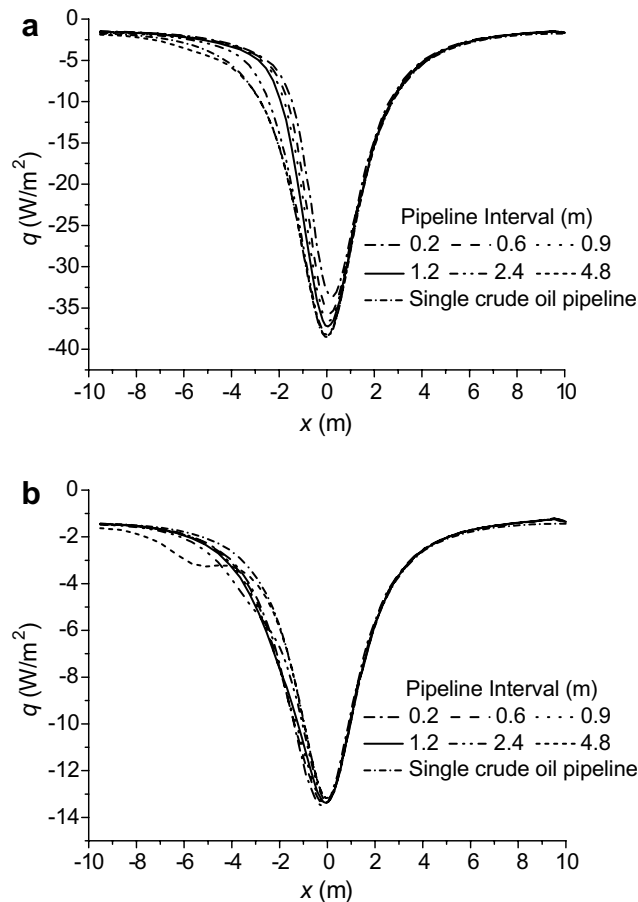 a
0
-5
-10
-15
-20
-25
-30
-35
-40
q (W/m²)
Pipeline Interval (m)
0.2 0.6 0.9
1.2 2.4 4.8
Single crude oil pipeline
-10 -8 -6 -4 -2 0 2 4 6 8 10
x (m)
b
0
-2
-4
-6
-8
-10
-12
-14
q (W/m²)
Pipeline Interval (m)
0.2 0.6 0.9
1.2 2.4 4.8
Single crude oil pipeline
-10 -8 -6 -4 -2 0 2 4 6 8 10
x (m)